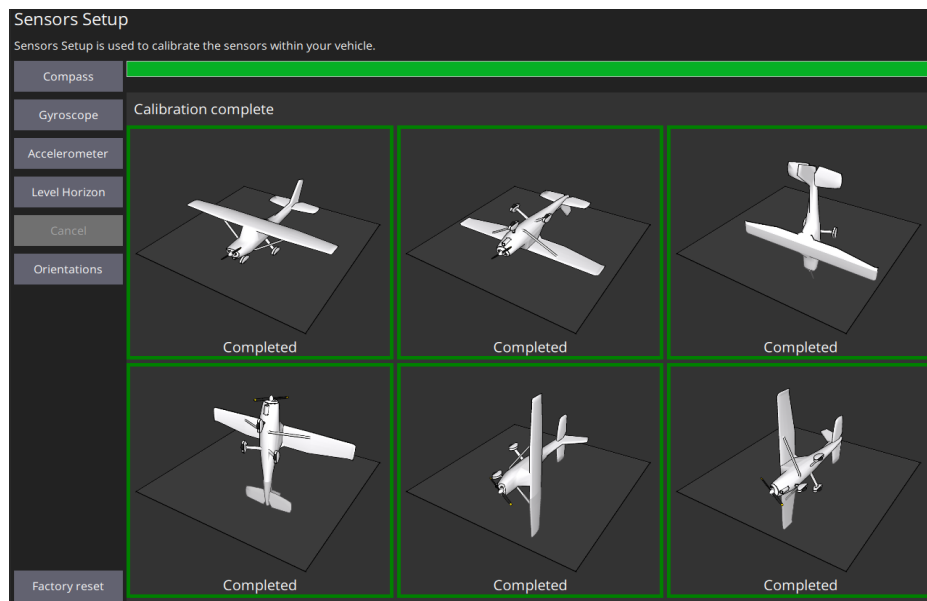 Sensors Setup
Sensors Setup is used to calibrate the sensors within your vehicle.
Compass
Gyroscope
Accelerometer
Level Horizon
Cancel
Orientations
Factory reset
Calibration complete
Completed
Completed
Completed
Completed
Completed
Completed